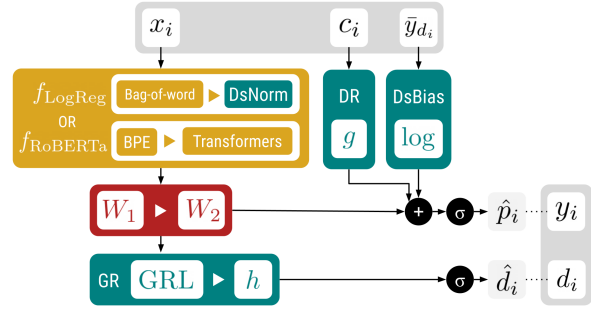 x_i c_i ȳ_{d_i}
f_LogReg Bag-of-word DsNorm DR DsBias
OR
f_RoBERTa BPE Transformers g log
W_1 W_2 + σ p̂_i y_i
GR GRL h σ d̂_i d_i